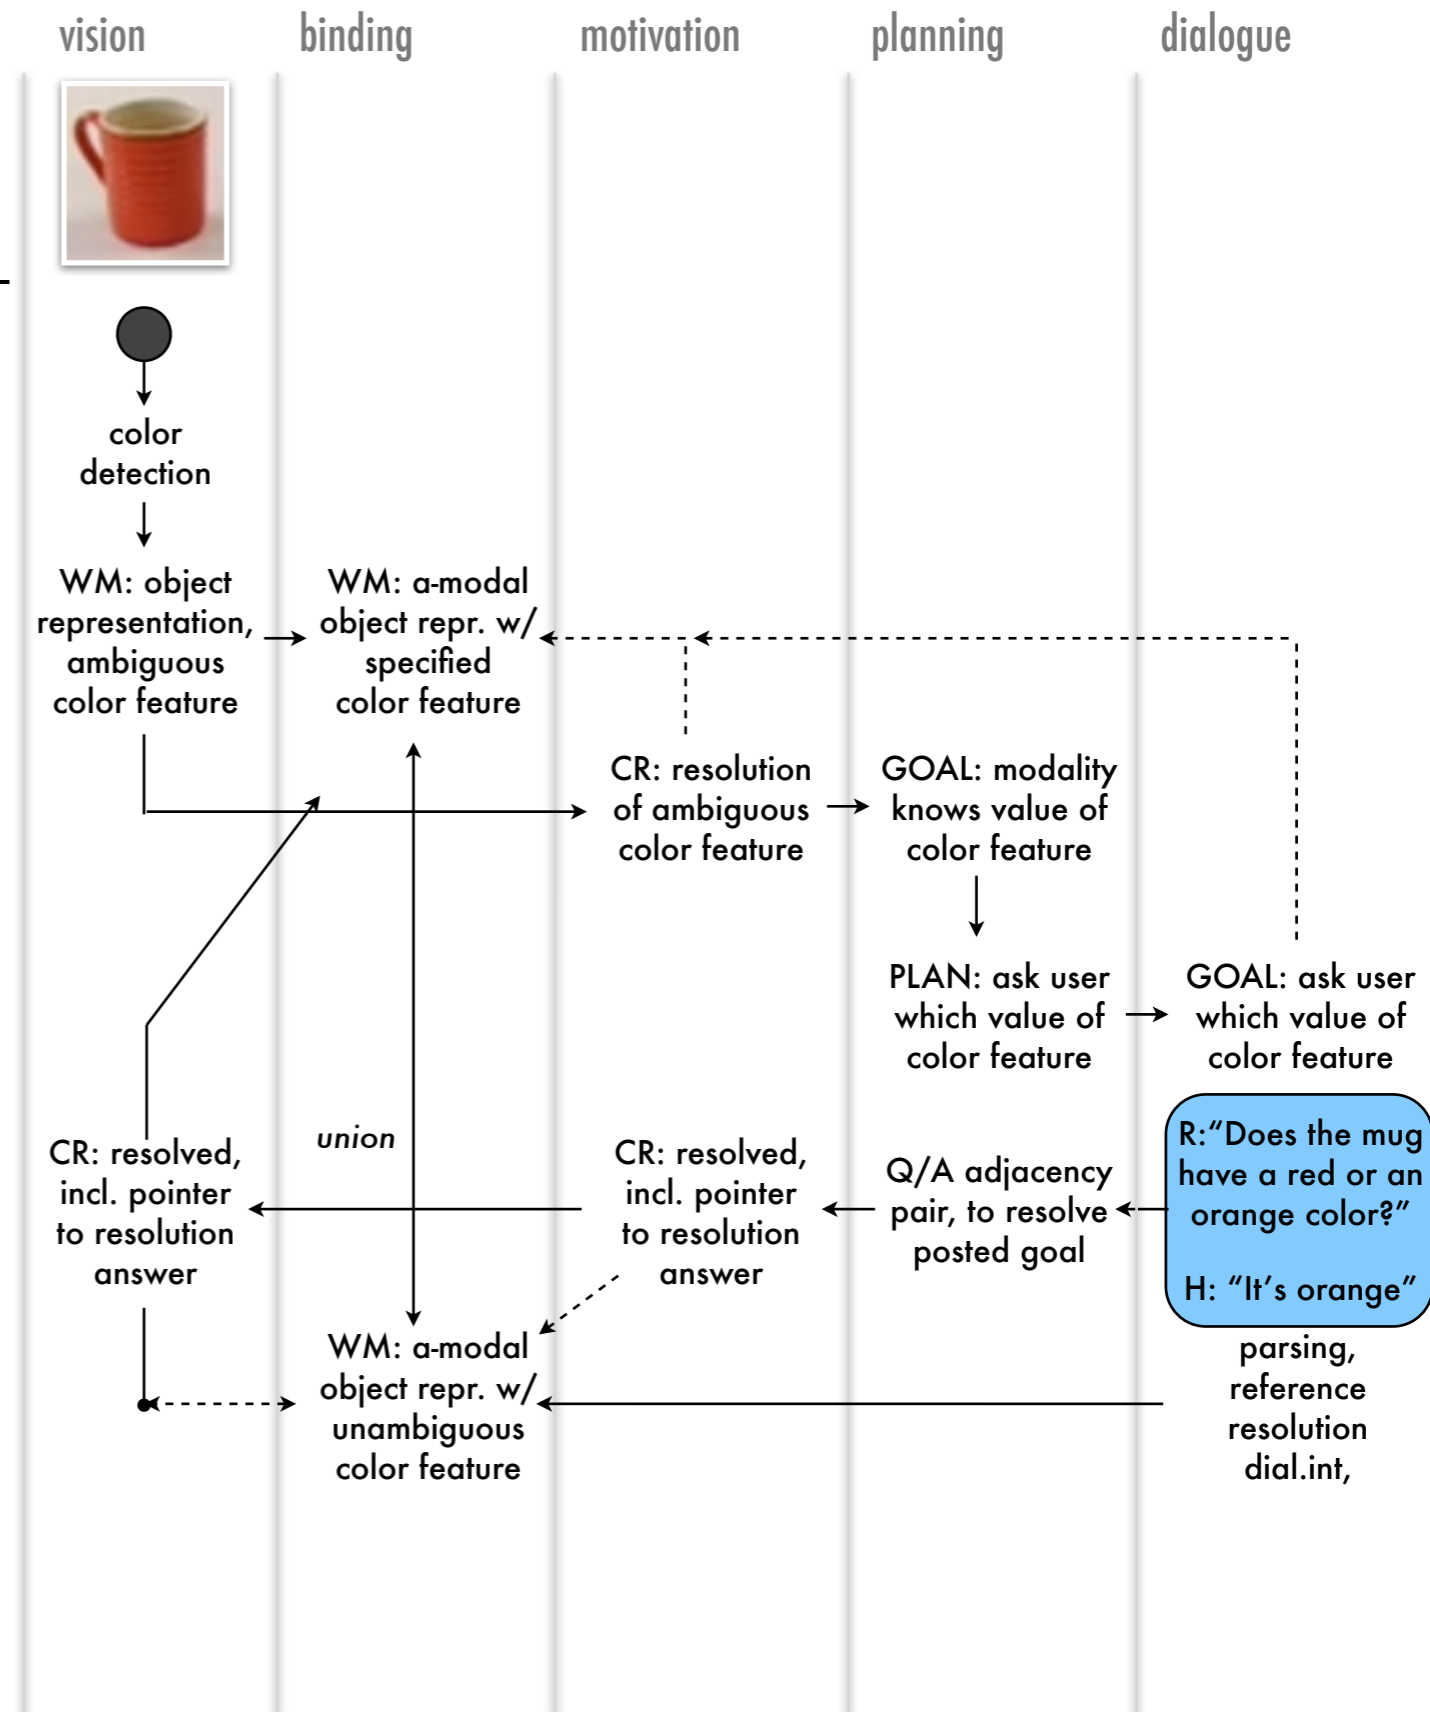 vision
binding
motivation
planning
dialogue
color
detection
WM: object
representation,
ambiguous
color feature
WM: a-modal
object repr. w/
specified
color feature
CR: resolution
of ambiguous
color feature
GOAL: modality
knows value of
color feature
PLAN: ask user
which value of
color feature
GOAL: ask user
which value of
color feature
R:“Does the mug
have a red or an
orange color?”
H: “It’s orange”
parsing,
reference
resolution
dial.int,
Q/A adjacency
pair, to resolve
posted goal
CR: resolved,
incl. pointer
to resolution
answer
union
CR: resolved,
incl. pointer
to resolution
answer
WM: a-modal
object repr. w/
unambiguous
color feature